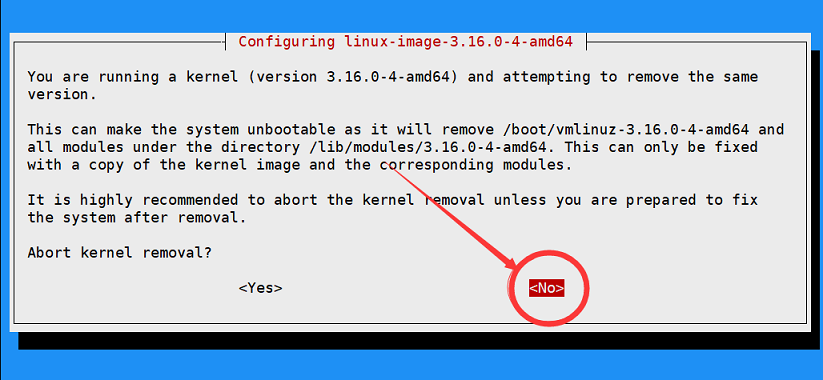 Configuring linux-image-3.16.0-4-amd64
You are running a kernel (version 3.16.0-4-amd64) and attempting to remove the same
version.
This can make the system unbootable as it will remove /boot/vmlinuz-3.16.0-4-amd64 and
all modules under the directory /lib/modules/3.16.0-4-amd64. This can only be fixed
with a copy of the kernel image and the corresponding modules.
It is highly recommended to abort the kernel removal unless you are prepared to fix
the system after removal.
Abort kernel removal?
<Yes> <No>